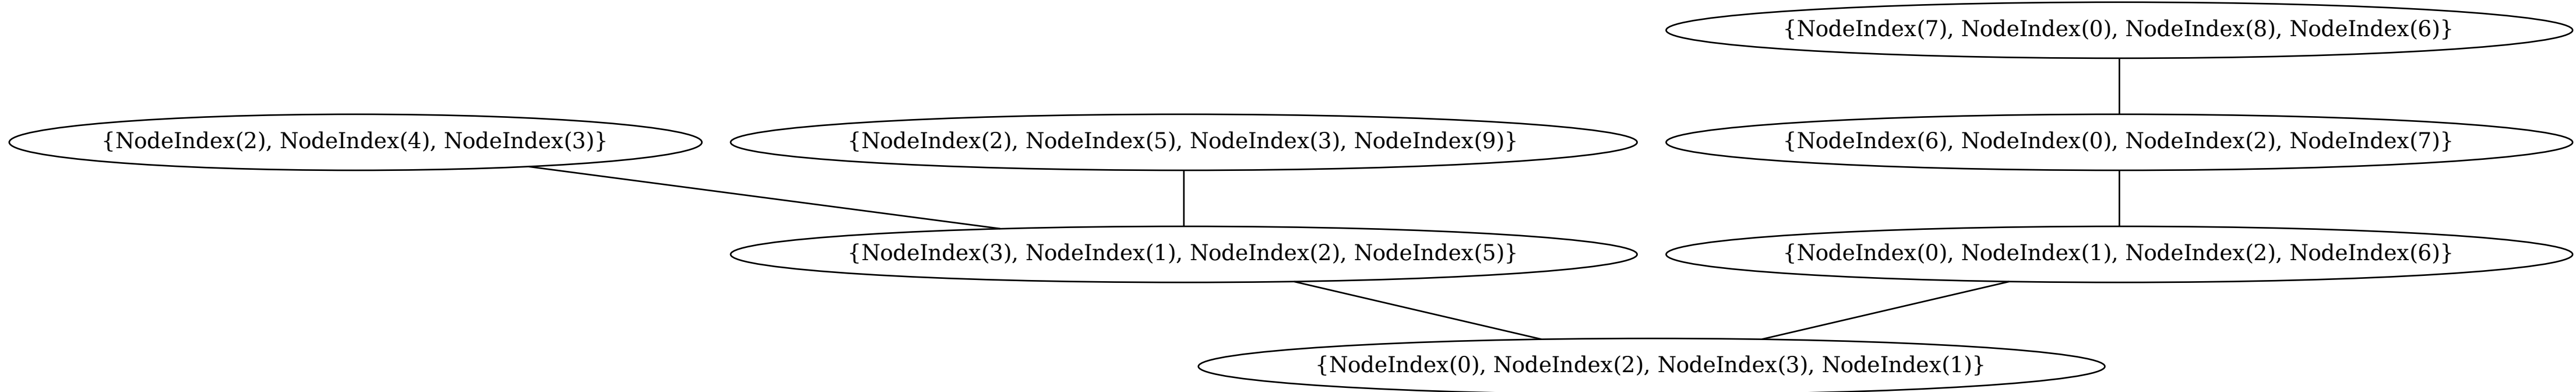 {NodeIndex(7), NodeIndex(0), NodeIndex(8), NodeIndex(6)}
{NodeIndex(2), NodeIndex(4), NodeIndex(3)}
{NodeIndex(2), NodeIndex(5), NodeIndex(3), NodeIndex(9)}
{NodeIndex(6), NodeIndex(0), NodeIndex(2), NodeIndex(7)}
{NodeIndex(3), NodeIndex(1), NodeIndex(2), NodeIndex(5)}
{NodeIndex(0), NodeIndex(1), NodeIndex(2), NodeIndex(6)}
{NodeIndex(0), NodeIndex(2), NodeIndex(3), NodeIndex(1)}